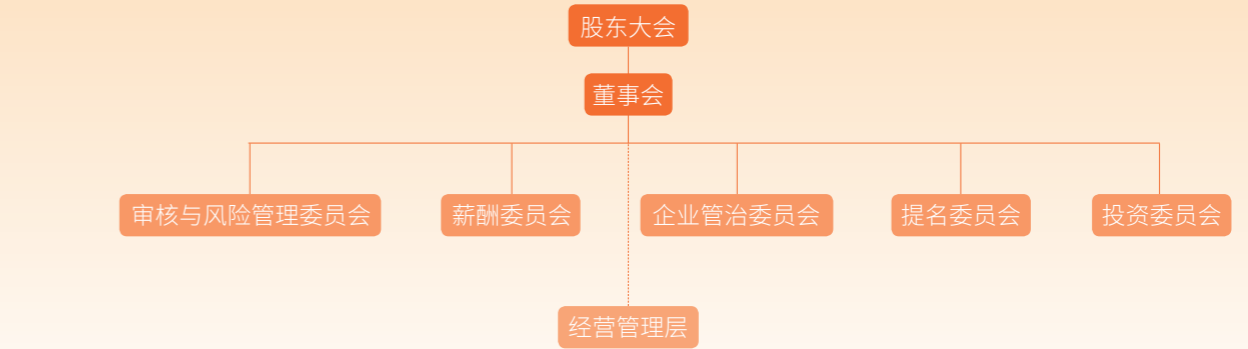 股东大会
董事会
审核与风险管理委员会
薪酬委员会
企业管治委员会
提名委员会
投资委员会
经营管理层